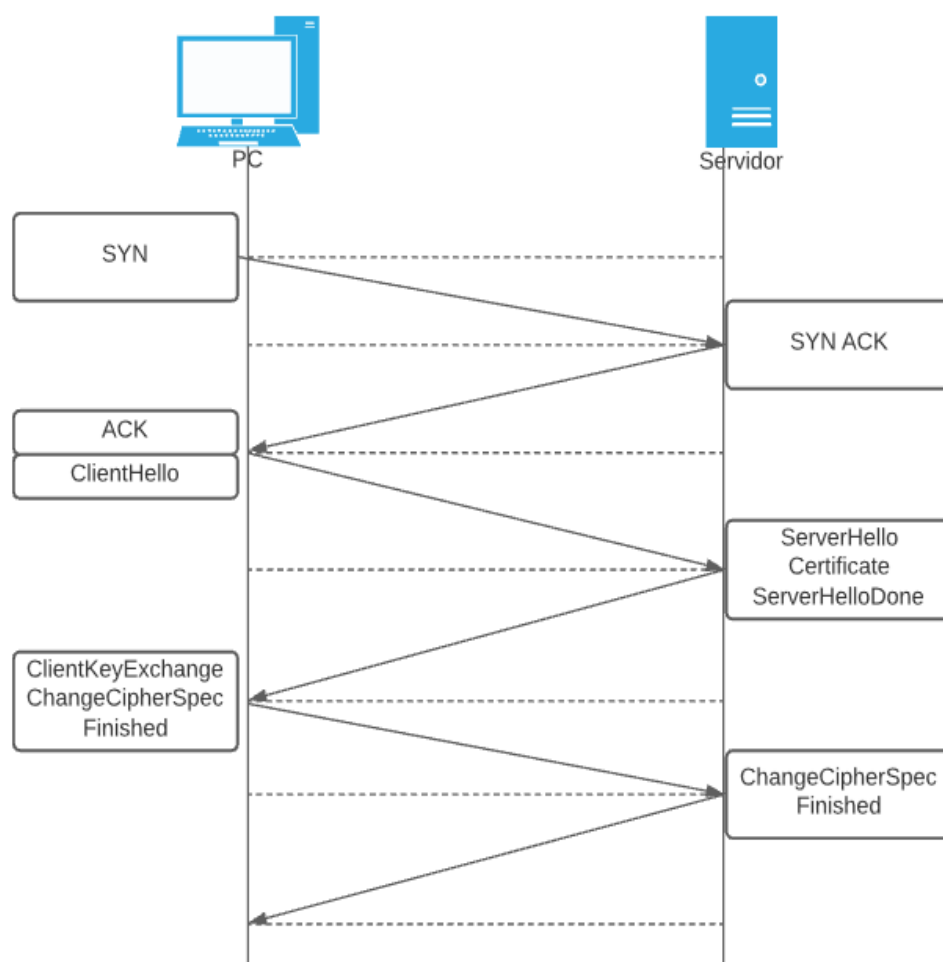 PC
Servidor
SYN
SYN ACK
ACK
ClientHello
ServerHello
Certificate
ServerHelloDone
ClientKeyExchange
ChangeCipherSpec
Finished
ChangeCipherSpec
Finished